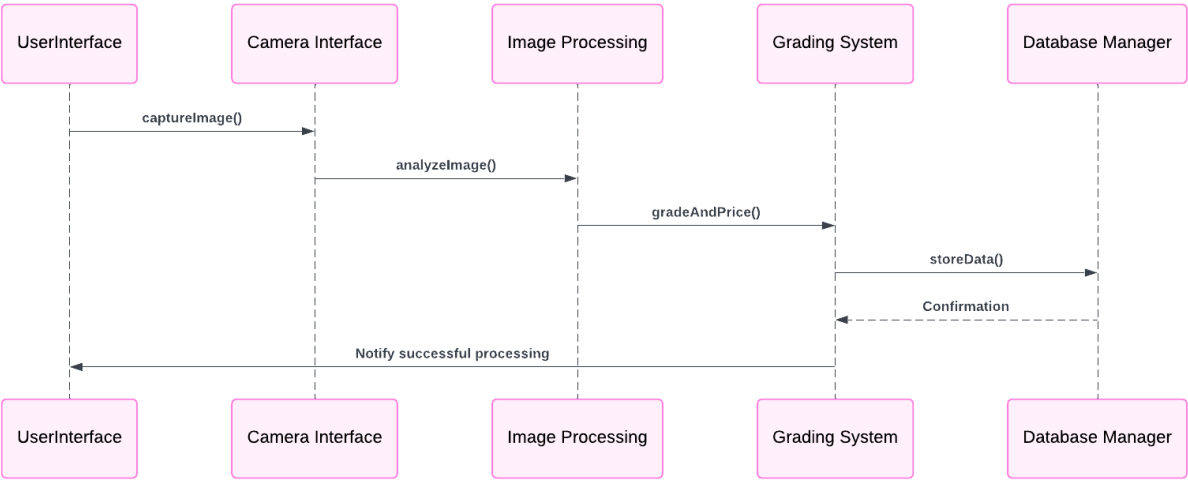 UserInterface
Camera Interface
Image Processing
Grading System
Database Manager
captureImage()
analyzeImage()
gradeAndPrice()
storeData()
Confirmation
Notify successful processing
UserInterface
Camera Interface
Image Processing
Grading System
Database Manager